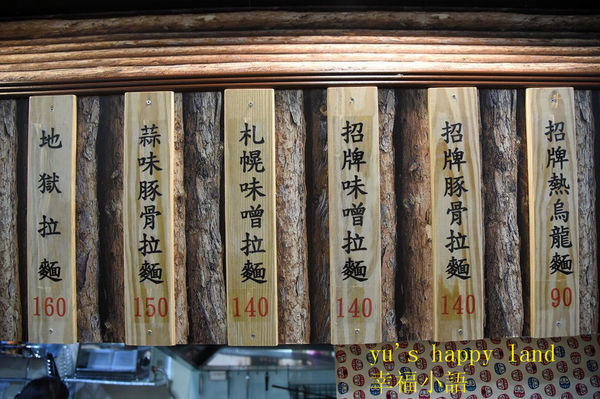 地獄拉麵
160
蒜味豚骨拉麵
150
札幌味噌拉麵
140
招牌味噌拉麵
140
招牌豚骨拉麵
140
招牌熱烏龍麵
90
yu's happy land
幸福小語